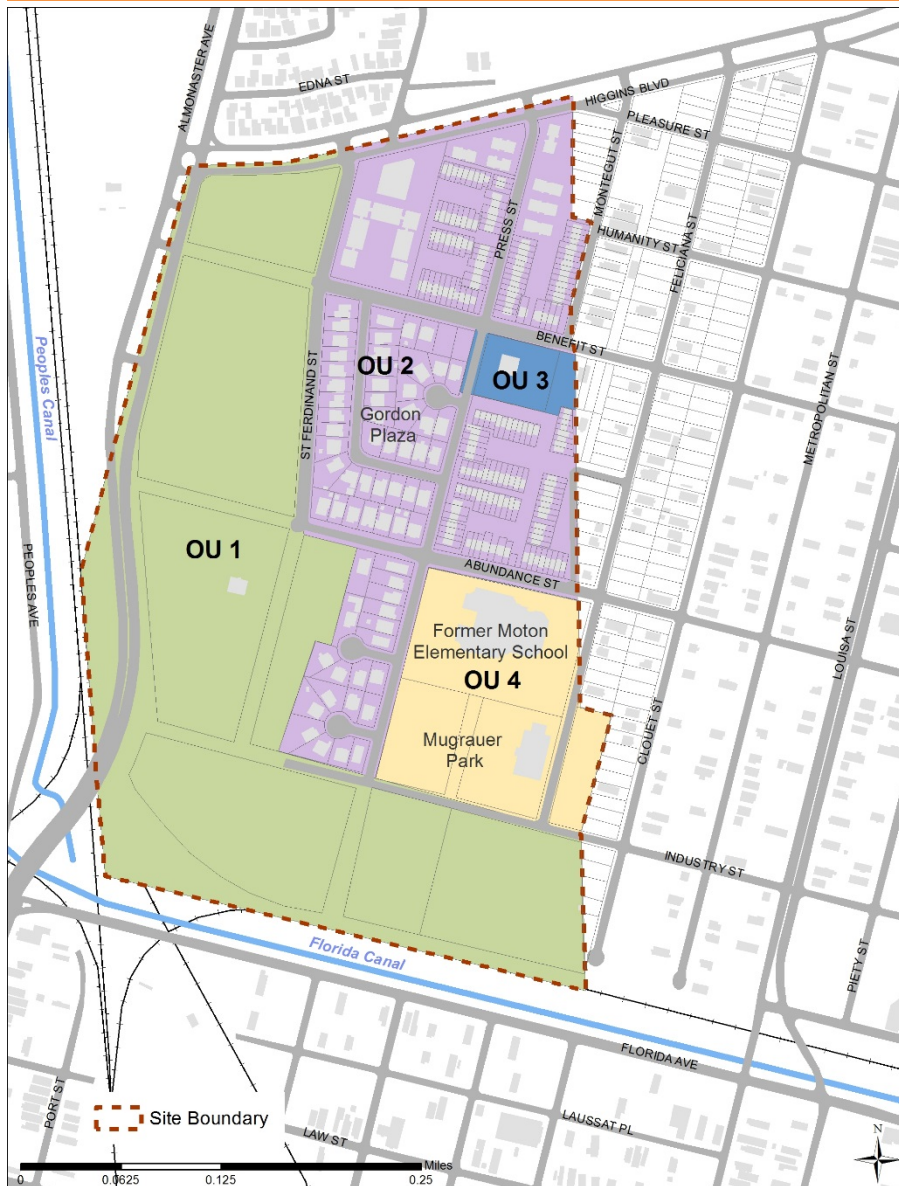 ALMONASTER AVE
EDNA ST
HIGGINS BLVD
PLEASURE ST
MONTEGUT ST
PRESS ST
HUMANITY ST
FELICIANA ST
BENEFIT ST
Peoples Canal
ST FERDINAND ST
OU 2
OU 3
Gordon
Plaza
METROPOLITAN ST
OU 1
PEOPLES AVE
ABUNDANCE ST
Former Moton
Elementary School
OU 4
LOUISA ST
Mugrauer
Park
CLOUET ST
INDUSTRY ST
Florida Canal
PIETY ST
FLORIDA AVE
PORT ST
Site Boundary
LAUSSAT PL
LAW ST
N
Miles
0 0.0625 0.125 0.25